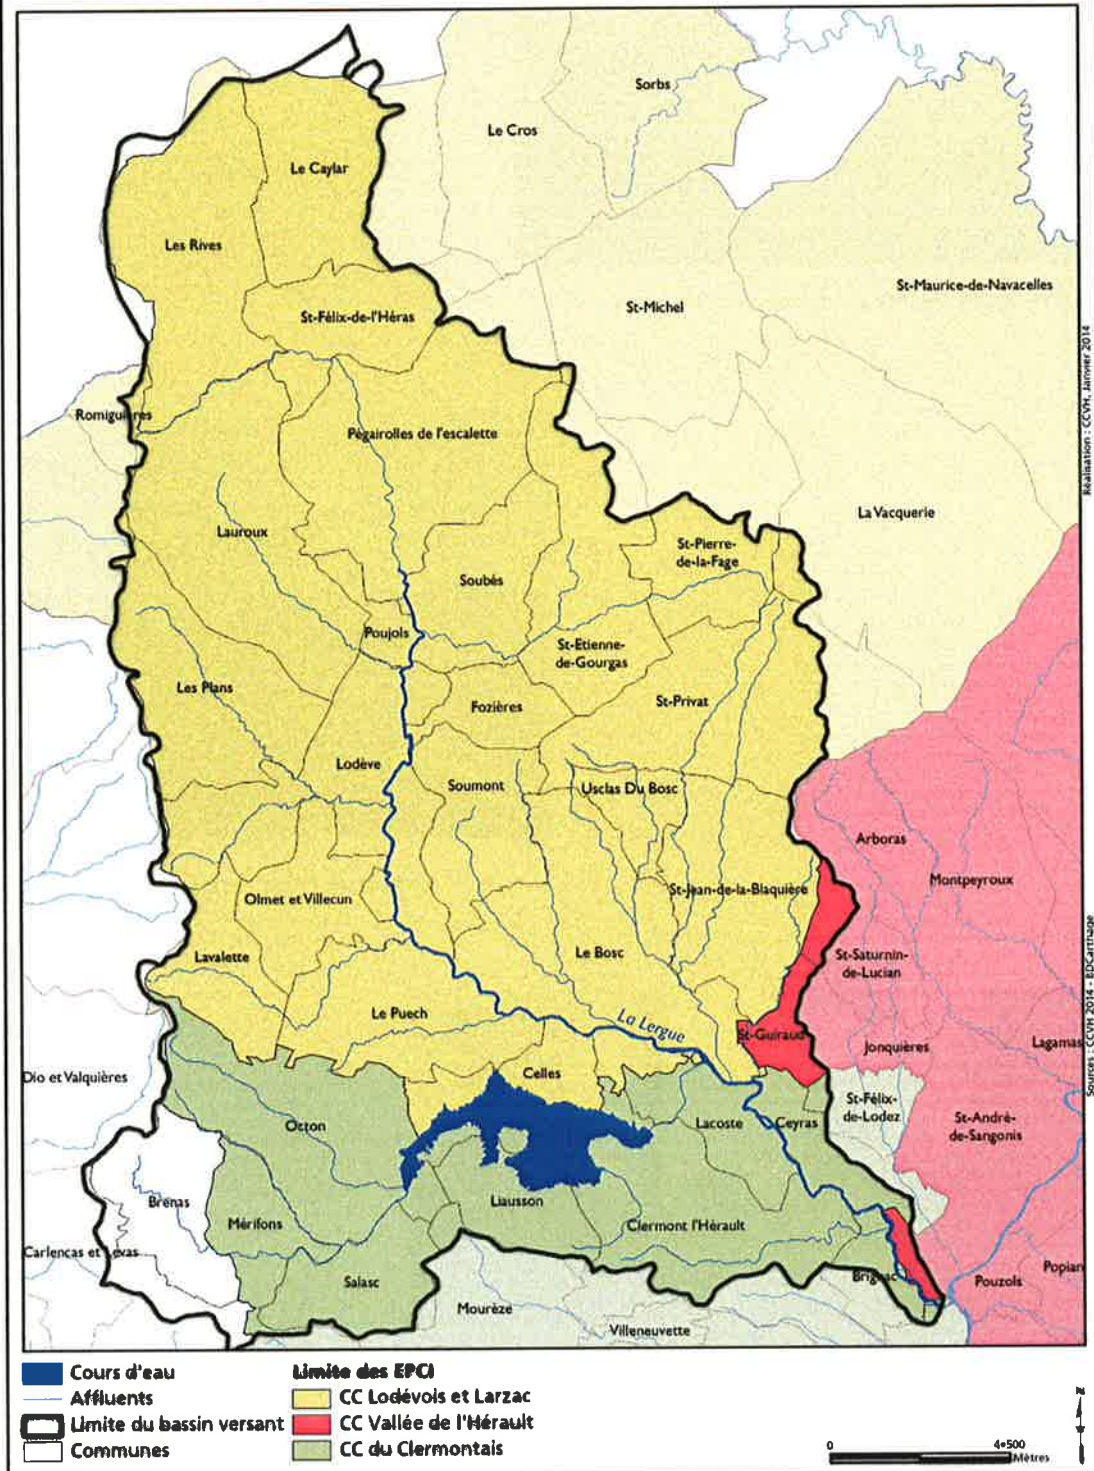 Sorbs
Le Cros
Le Caylar
Les Rives
St-Maurice-de-Navacelles
St-Michel
St-Félix-de-l'Héras
Romiguières
Pégairolles de l'escalette
La Vacquerie
Lauroux
St-Pierre-
de-la-Fage
Soubés
Poujols
St-Etienne-
de-Gourgas
Les Plans
St-Privat
Fozières
Lodève
Soumont
Usclas Du Bosc
Arboras
Montpeyroux
St-Jean-de-la-Blaquière
Olmet et Villecun
Lavalette
Le Bosc
St-Saturnin-
de-Lucian
Le Puech
La Lergue
St-Guiraud
Jonquières
Lagamas
Dio et Valquières
Celles
St-Félix-
de-Lodez
Octon
Lacoste
Ceyras
St-André-
de-Sangonis
Brenas
Liausson
Mérifons
Clermont l'Hérault
Carlencas et Levas
Salasc
Brignac
Pouzols
Popian
Mourèze
Villeneuvette
Réalisation : CCVH, Janvier 2014
Sources : CCVH 2014 - BDCarthage
Cours d'eau
Affluents
Limite du bassin versant
Communes
Limite des EPCI
CC Lodévois et Larzac
CC Vallée de l'Hérault
CC du Clermontais
N
0 4•500
Mètres